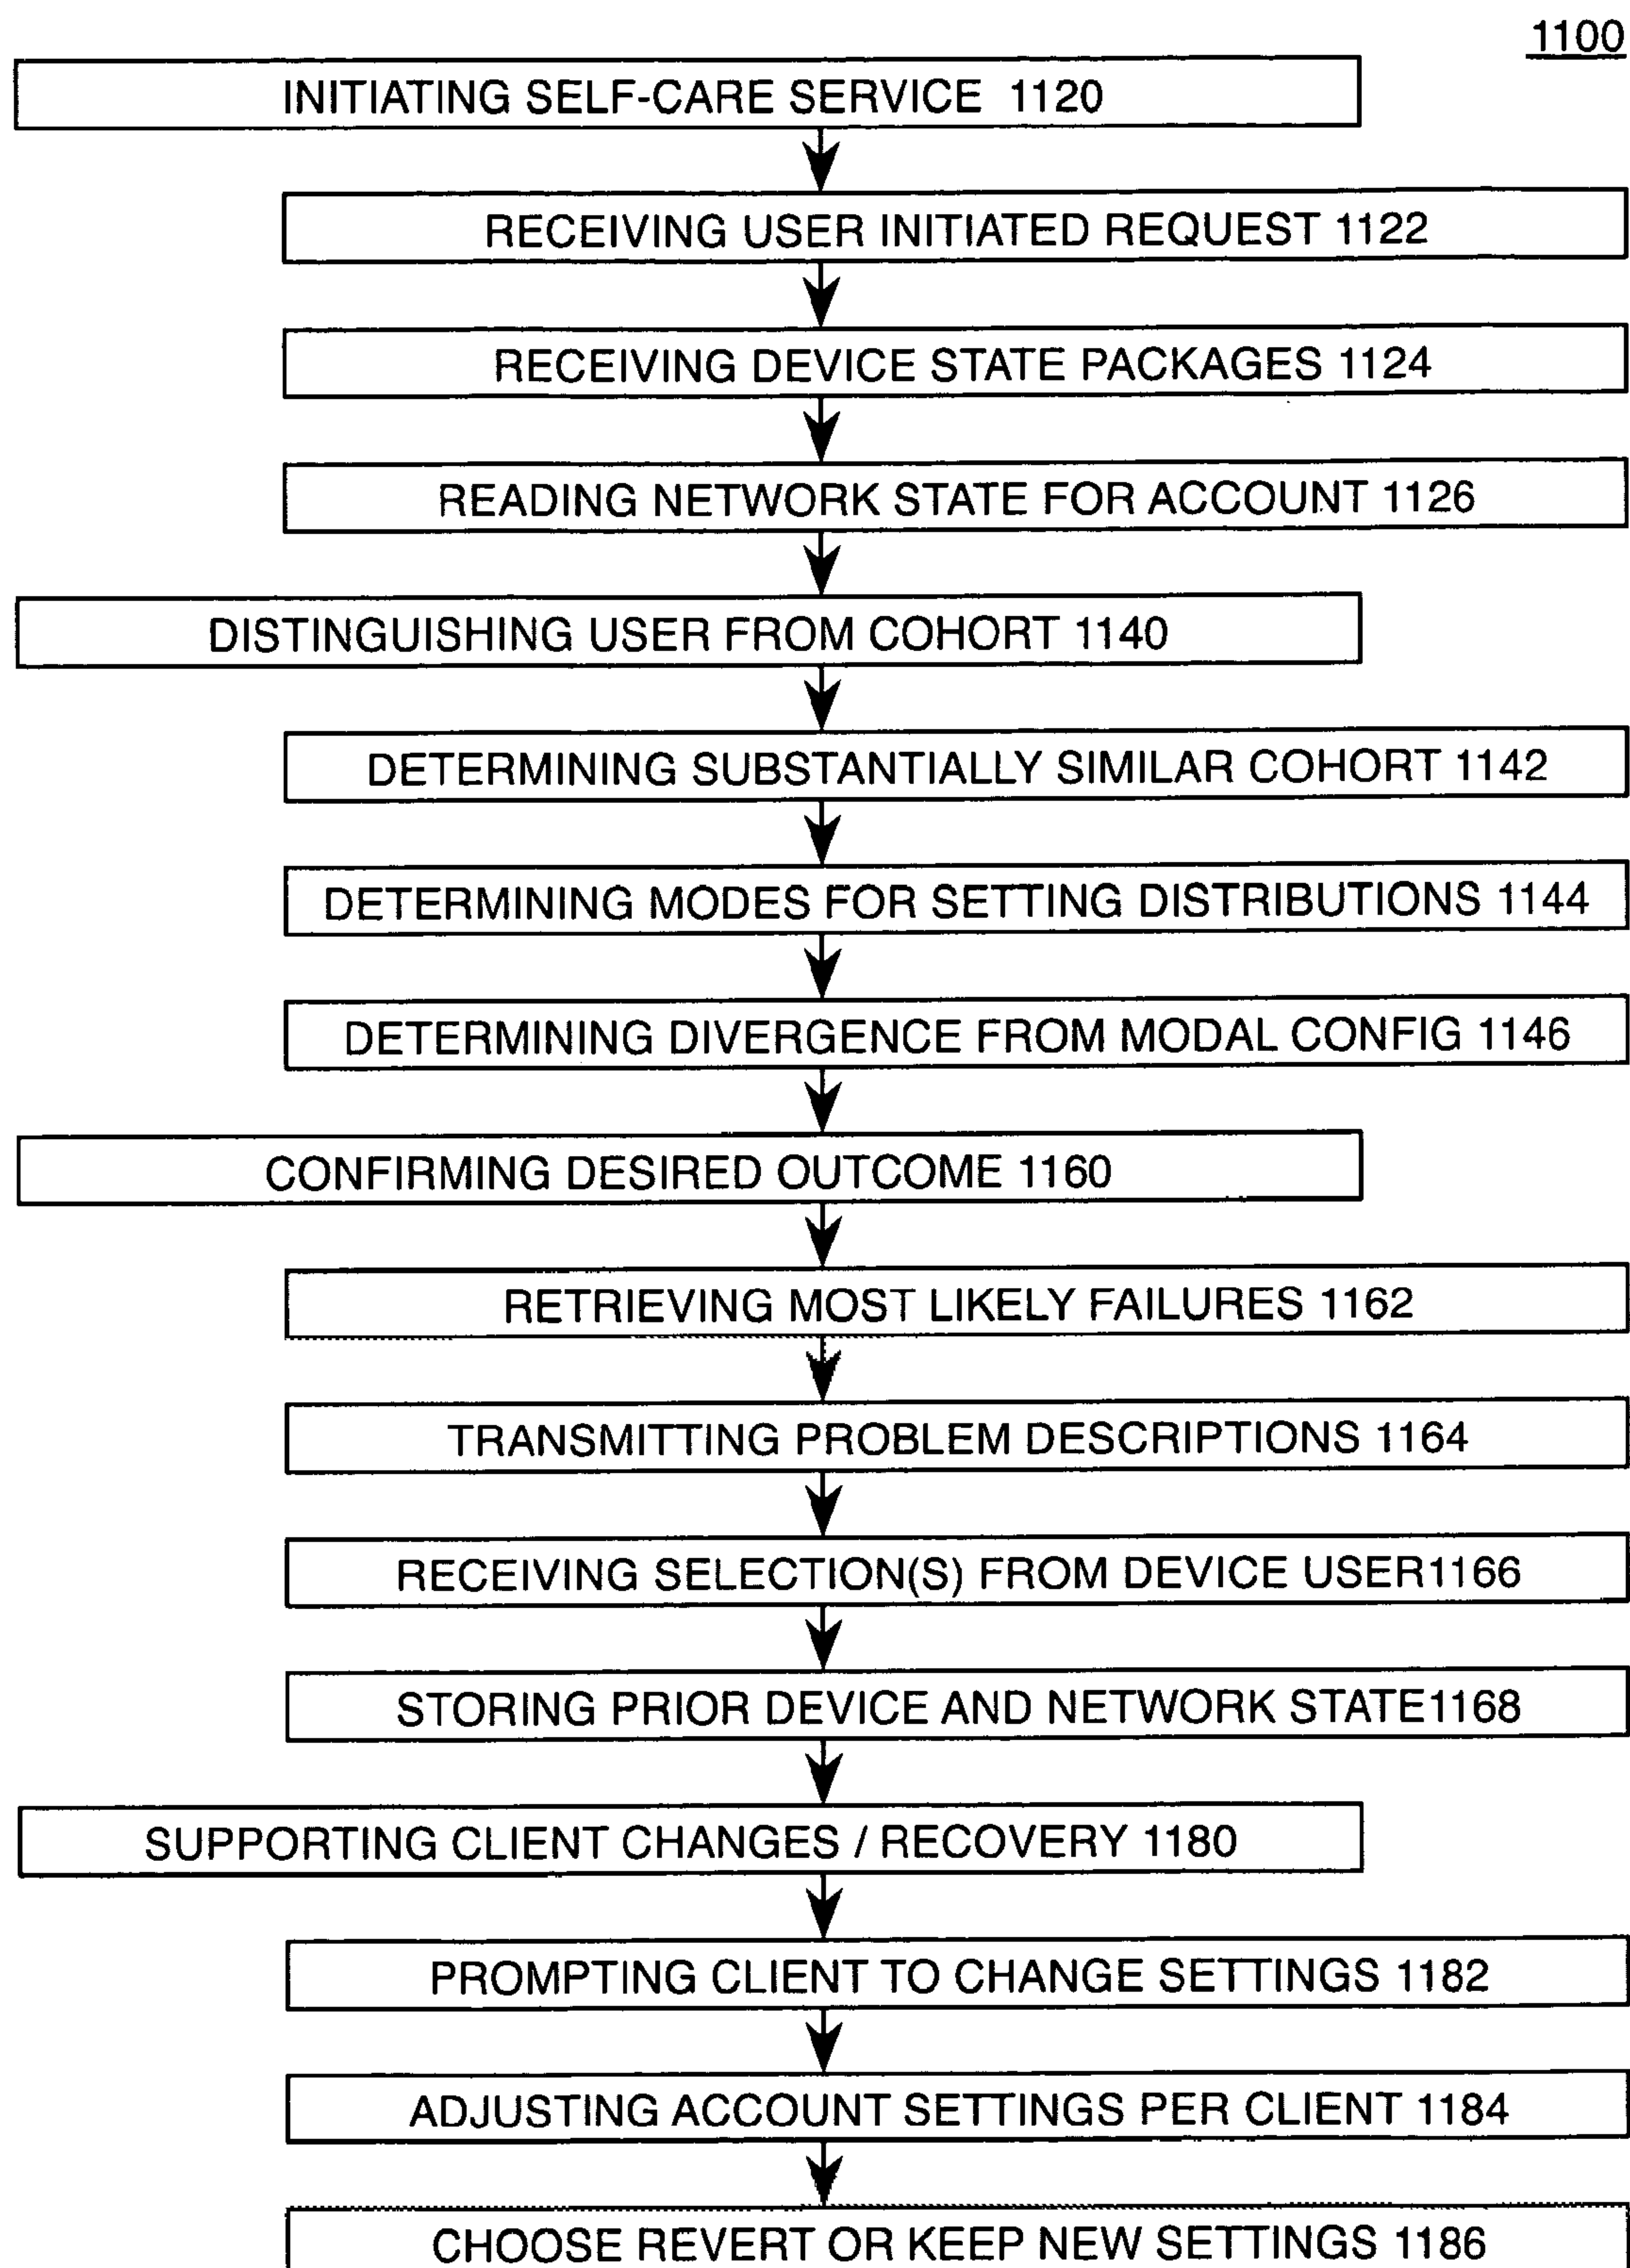 1100
INITIATING SELF-CARE SERVICE 1120
RECEIVING USER INITIATED REQUEST 1122
RECEIVING DEVICE STATE PACKAGES 1124
READING NETWORK STATE FOR ACCOUNT 1126
DISTINGUISHING USER FROM COHORT 1140
DETERMINING SUBSTANTIALLY SIMILAR COHORT 1142
DETERMINING MODES FOR SETTING DISTRIBUTIONS 1144
DETERMINING DIVERGENCE FROM MODAL CONFIG 1146
CONFIRMING DESIRED OUTCOME 1160
RETRIEVING MOST LIKELY FAILURES 1162
TRANSMITTING PROBLEM DESCRIPTIONS 1164
RECEIVING SELECTION(S) FROM DEVICE USER1166
STORING PRIOR DEVICE AND NETWORK STATE1168
SUPPORTING CLIENT CHANGES / RECOVERY 1180
PROMPTING CLIENT TO CHANGE SETTINGS 1182
ADJUSTING ACCOUNT SETTINGS PER CLIENT 1184
CHOOSE REVERT OR KEEP NEW SETTINGS 1186